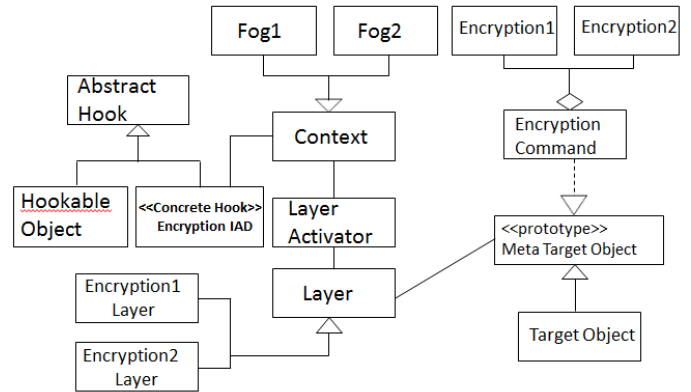 Fog1
Fog2
Encryption1
Encryption2
Abstract
Hook
Context
Encryption
Command
Hookable
Object
<<Concrete Hook>>
Encryption IAD
Layer
Activator
<<prototype>>
Meta Target Object
Encryption1
Layer
Layer
Encryption2
Layer
Target Object